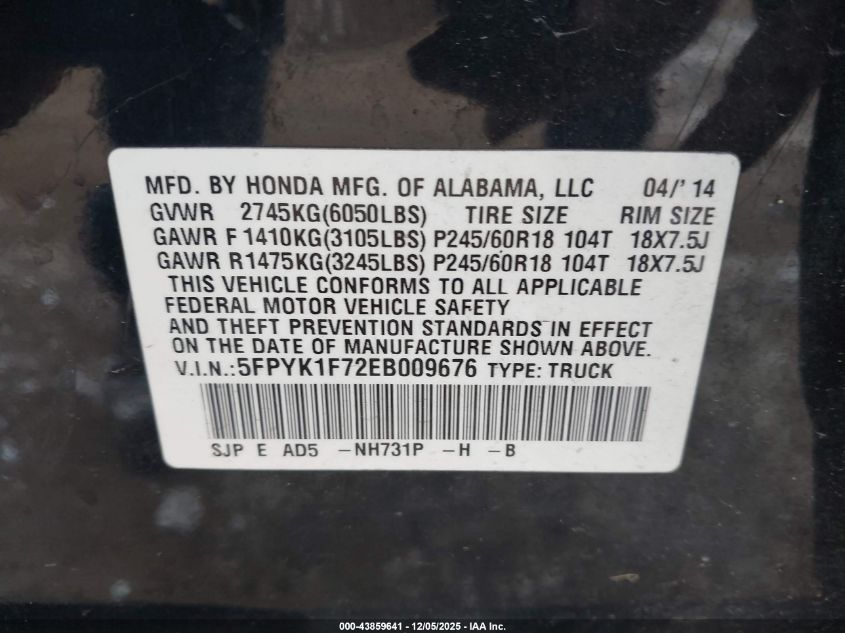 MFD. BY HONDA MFG. OF ALABAMA, LLC 04/'14
GVWR 2745KG(6050LBS) TIRE SIZE RIM SIZE
GAWR F 1410KG(3105LBS) P245/60R18 104T 18X7.5J
GAWR R1475KG(3245LBS) P245/60R18 104T 18X7.5J
THIS VEHICLE CONFORMS TO ALL APPLICABLE
FEDERAL MOTOR VEHICLE SAFETY
AND THEFT PREVENTION STANDARDS IN EFFECT
ON THE DATE OF MANUFACTURE SHOWN ABOVE.
V.I.N.:5FPYK1F72EB009676 TYPE: TRUCK
SJP E AD5 -NH731P -H -B
000-43859641 - 12/05/2025 - IAA Inc.